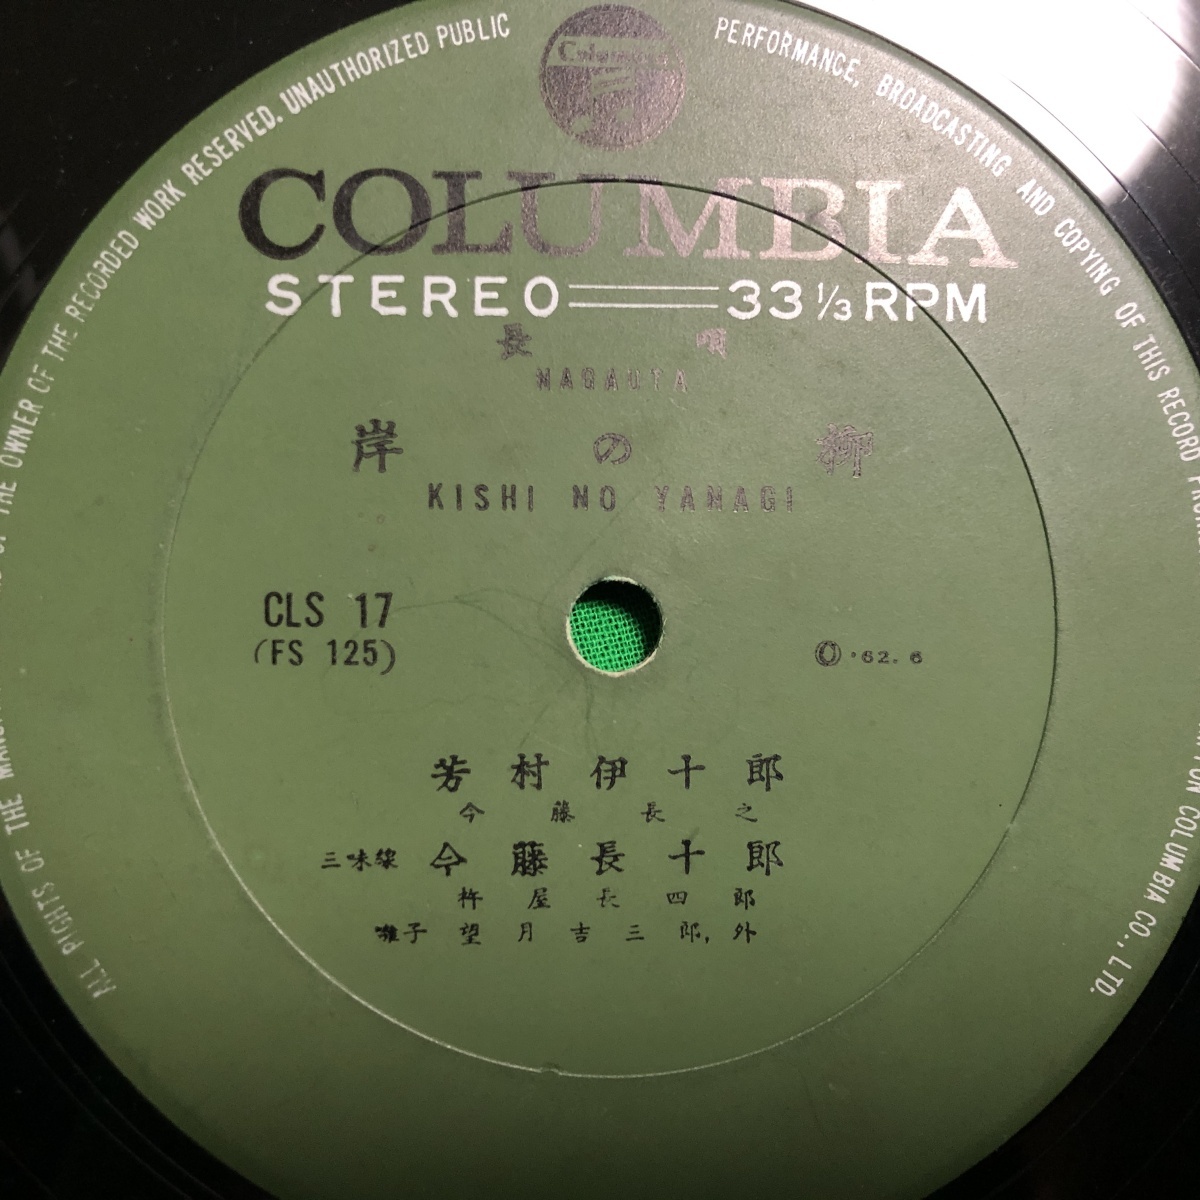 ALL RIGHTS OF THE MANUFACTURER AND OF THE OWNER OF THE RECORDED WORK RESERVED. UNAUTHORIZED PUBLIC
PERFORMANCE, BROADCASTING AND COPYING OF THIS RECORD
COLUMBIA CO., LTD.
Columbia
COLUMBIA
STEREO 33 1/3 RPM
長唄
NAGAUTA
岸の柳
KISHI NO YANAGI
CLS 17
(FS 125)
Ⓒ '62. 6
芳村伊十郎
今藤長之
三味線 今藤長十郎
杵屋長四郎
囃子 望月吉三郎, 外